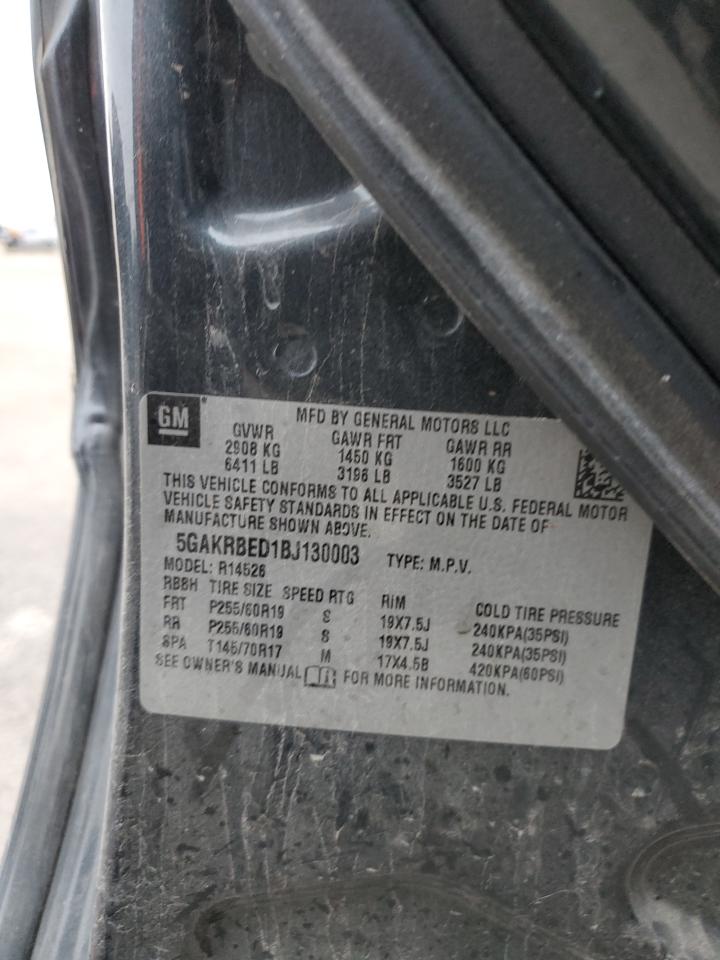 GM
MFD BY GENERAL MOTORS LLC
GVWR GAWR FRT GAWR RR
2908 KG 1450 KG 1600 KG
6411 LB 3196 LB 3527 LB
THIS VEHICLE CONFORMS TO ALL APPLICABLE U.S. FEDERAL MOTOR
VEHICLE SAFETY STANDARDS IN EFFECT ON THE DATE OF
MANUFACTURE SHOWN ABOVE.
5GAKRBED1BJ130003 TYPE: M.P.V.
MODEL: R14526
RBBH TIRE SIZE SPEED RTG RIM COLD TIRE PRESSURE
FRT P255/60R19 S 19X7.5J 240KPA(35PSI)
RR P255/60R19 S 19X7.5J 240KPA(35PSI)
SPA T145/70R17 M 17X4.5B 420KPA(60PSI)
SEE OWNER'S MANUAL FOR MORE INFORMATION.